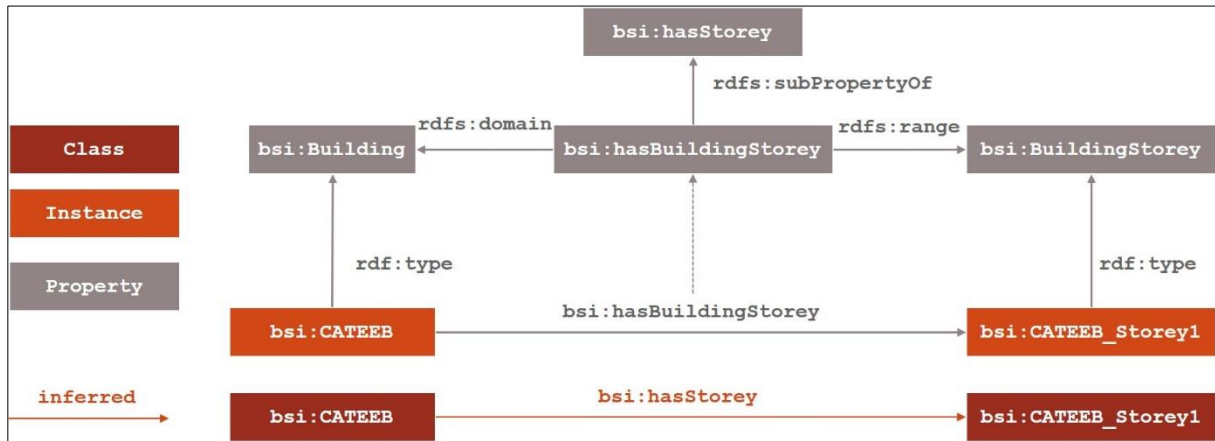 bsi:hasStorey
rdfs:subPropertyOf
rdfs:domain
rdfs:range
Class
bsi:Building
bsi:hasBuildingStorey
bsi:BuildingStorey
Instance
rdf:type
rdf:type
Property
bsi:hasBuildingStorey
bsi:CATEEB
bsi:CATEEB_Storey1
inferred
bsi:hasStorey
bsi:CATEEB
bsi:CATEEB_Storey1